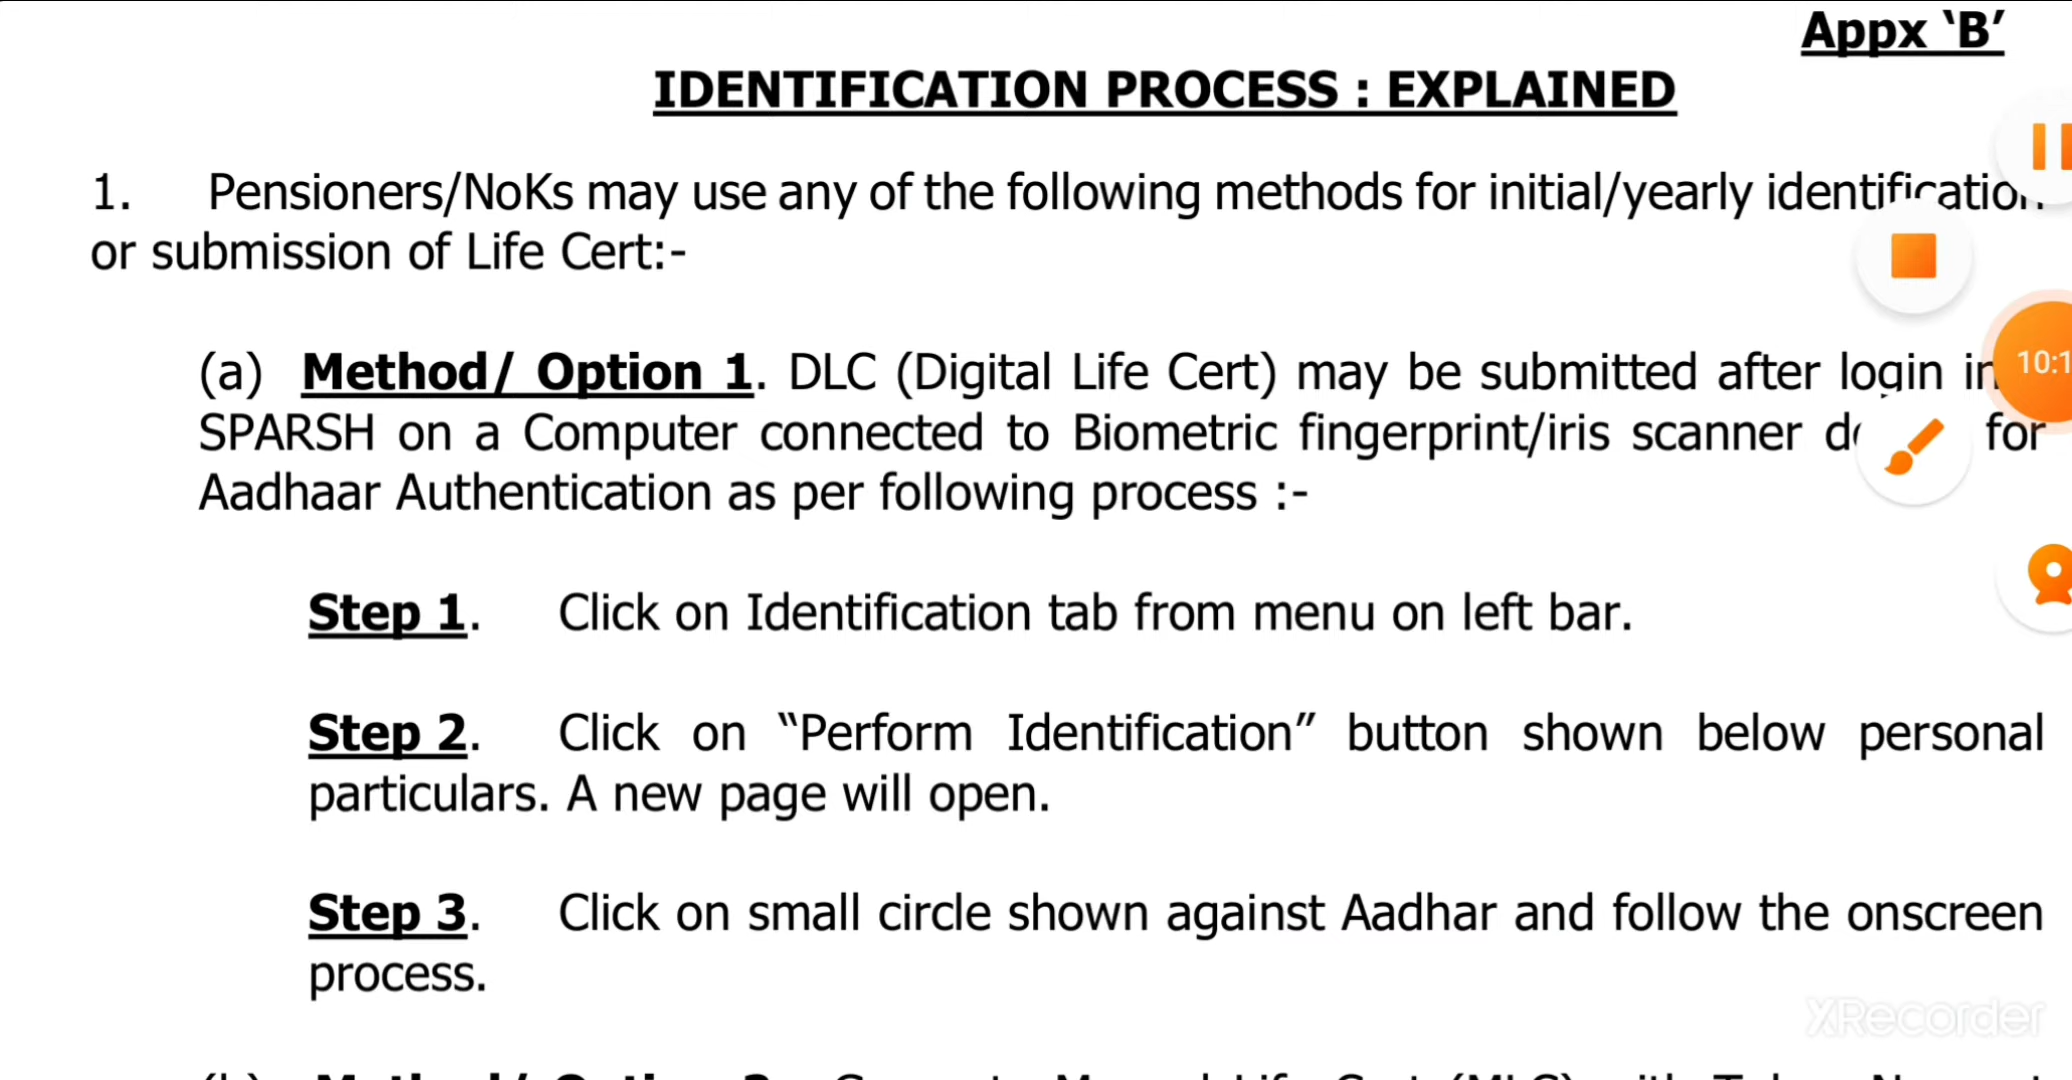 Appx ‘B’
IDENTIFICATION PROCESS : EXPLAINED
1. Pensioners/NoKs may use any of the following methods for initial/yearly identification
or submission of Life Cert:-
(a) Method/ Option 1. DLC (Digital Life Cert) may be submitted after login in
SPARSH on a Computer connected to Biometric fingerprint/iris scanner for
Aadhaar Authentication as per following process :-
Step 1. Click on Identification tab from menu on left bar.
Step 2. Click on “Perform Identification” button shown below personal
particulars. A new page will open.
Step 3. Click on small circle shown against Aadhar and follow the onscreen
process.
10:1
XRecorder